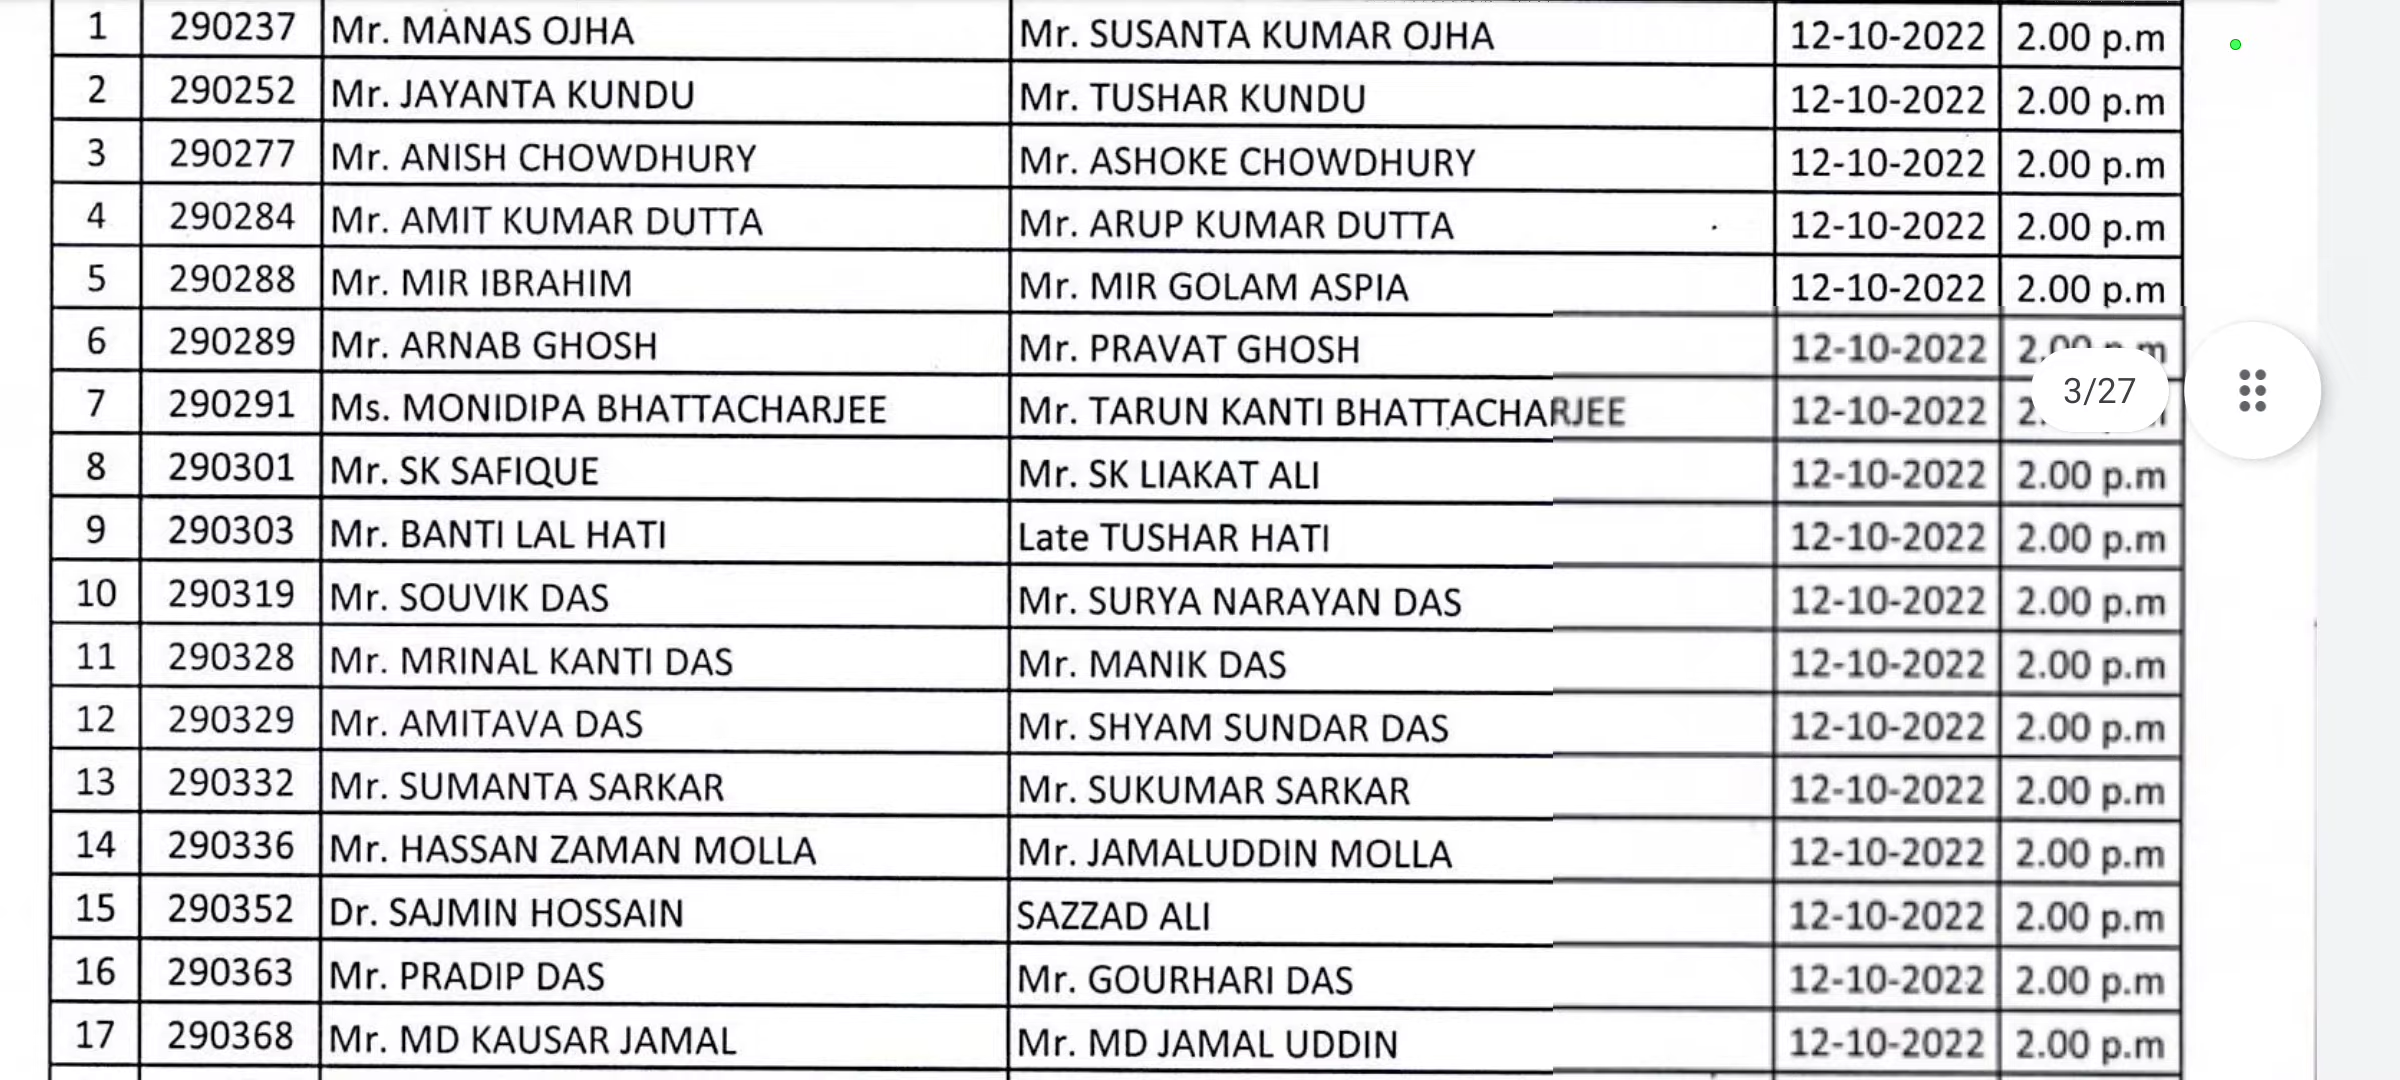 1 290237 Mr. MANAS OJHA Mr. SUSANTA KUMAR OJHA 12-10-2022 2.00 p.m
2 290252 Mr. JAYANTA KUNDU Mr. TUSHAR KUNDU 12-10-2022 2.00 p.m
3 290277 Mr. ANISH CHOWDHURY Mr. ASHOKE CHOWDHURY 12-10-2022 2.00 p.m
4 290284 Mr. AMIT KUMAR DUTTA Mr. ARUP KUMAR DUTTA 12-10-2022 2.00 p.m
5 290288 Mr. MIR IBRAHIM Mr. MIR GOLAM ASPIA 12-10-2022 2.00 p.m
6 290289 Mr. ARNAB GHOSH Mr. PRAVAT GHOSH 12-10-2022
3/27
7 290291 Ms. MONIDIPA BHATTACHARJEE Mr. TARUN KANTI BHATTACHARJEE 12-10-2022
8 290301 Mr. SK SAFIQUE Mr. SK LIAKAT ALI 12-10-2022 2.00 p.m
9 290303 Mr. BANTI LAL HATI Late TUSHAR HATI 12-10-2022 2.00 p.m
10 290319 Mr. SOUVIK DAS Mr. SURYA NARAYAN DAS 12-10-2022 2.00 p.m
11 290328 Mr. MRINAL KANTI DAS Mr. MANIK DAS 12-10-2022 2.00 p.m
12 290329 Mr. AMITAVA DAS Mr. SHYAM SUNDAR DAS 12-10-2022 2.00 p.m
13 290332 Mr. SUMANTA SARKAR Mr. SUKUMAR SARKAR 12-10-2022 2.00 p.m
14 290336 Mr. HASSAN ZAMAN MOLLA Mr. JAMALUDDIN MOLLA 12-10-2022 2.00 p.m
15 290352 Dr. SAJMIN HOSSAIN SAZZAD ALI 12-10-2022 2.00 p.m
16 290363 Mr. PRADIP DAS Mr. GOURHARI DAS 12-10-2022 2.00 p.m
17 290368 Mr. MD KAUSAR JAMAL Mr. MD JAMAL UDDIN 12-10-2022 2.00 p.m